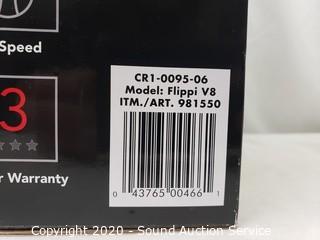 Speed
CR1-0095-06
Model: Flippi V8
ITM./ART. 981550
3
r Warranty
0 43765 00466 1
Copyright 2020 - Sound Auction Service